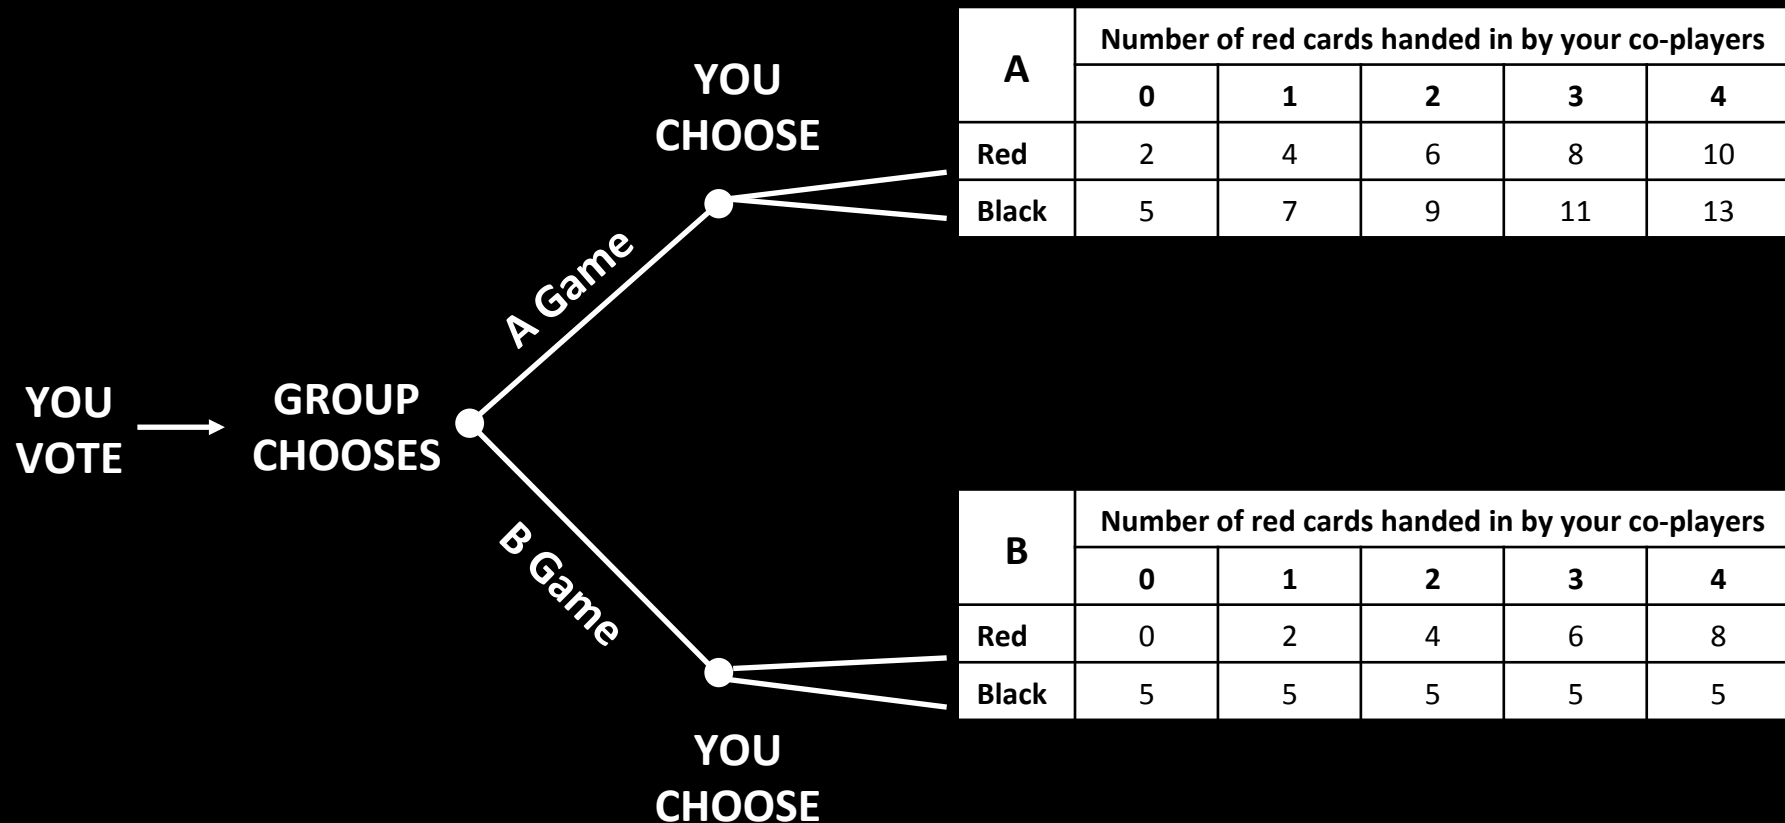 YOU
VOTE
GROUP
CHOOSES
A Game
B Game
YOU
CHOOSE
A Number of red cards handed in by your co-players
0 1 2 3 4
Red 2 4 6 8 10
Black 5 7 9 11 13
B Number of red cards handed in by your co-players
0 1 2 3 4
Red 0 2 4 6 8
Black 5 5 5 5 5
YOU
CHOOSE